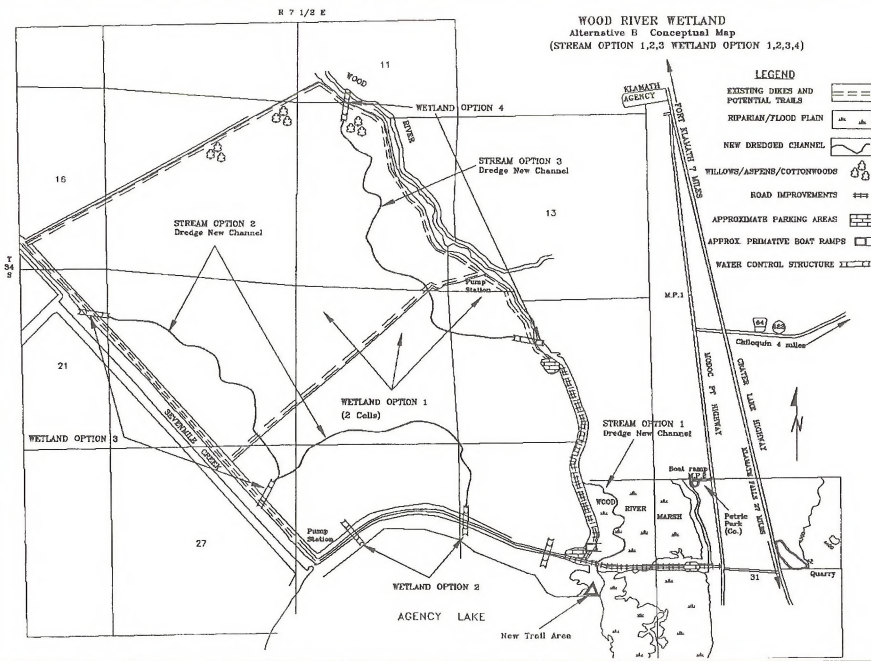 R 7 1/2 E
WOOD RIVER WETLAND
Alternative B Conceptual Map
(STREAM OPTION 1,2,3 WETLAND OPTION 1,2,3,4)
LEGEND
EXISTING DIKES AND
POTENTIAL TRAILS
RIPARIAN/FLOOD PLAIN
NEW DREDGED CHANNEL
WILLOWS/ASPENS/COTTONWOODS
ROAD IMPROVEMENTS
APPROXIMATE PARKING AREAS
APPROX. PRIMATIVE BOAT RAMPS
WATER CONTROL STRUCTURE
11
WOOD
RIVER
WETLAND OPTION 4
KLAMATH
AGENCY
FORT KLAMATH 7 MILES
STREAM OPTION 3
Dredge New Channel
16
13
STREAM OPTION 2
Dredge New Channel
T
34
S
Pump
Station
M.P.1
Chiloquin 4 miles
MODOC PT HIGHWAY
CRATER LAKE HIGHWAY
KLAMATH FALLS 27 MILES
N
21
WETLAND OPTION 1
(2 Cells)
WETLAND OPTION 3
SEVENMILE
CREEK
STREAM OPTION 1
Dredge New Channel
Boat ramp
M.P.2
WOOD
RIVER
MARSH
Petric
Park
(Co.)
27
Pump
Station
31
Quarry
WETLAND OPTION 2
AGENCY LAKE
New Trail Area